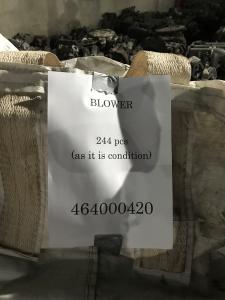 BLOWER
244 pcs
(as it is condition)
464000420